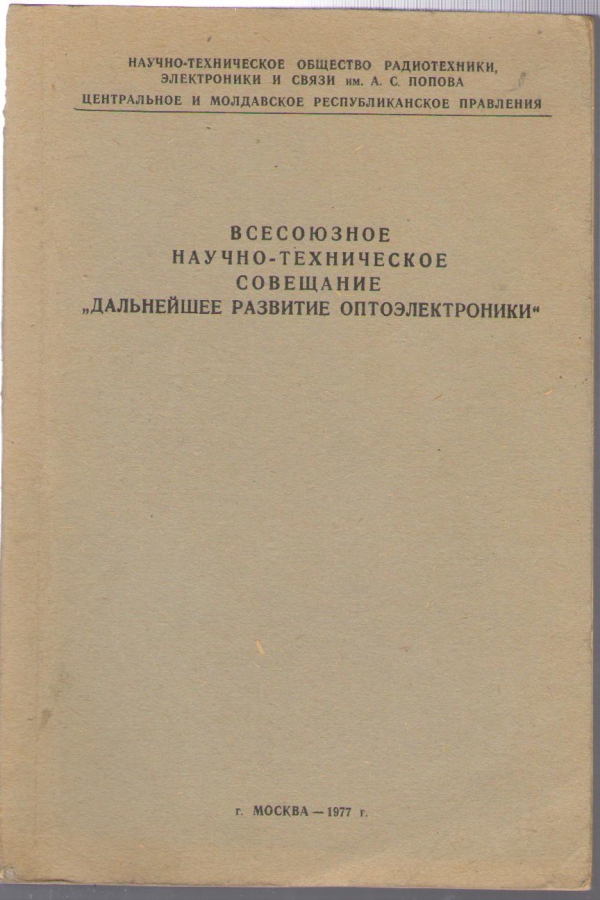 НАУЧНО-ТЕХНИЧЕСКОЕ ОБЩЕСТВО РАДИОТЕХНИКИ,
ЭЛЕКТРОНИКИ И СВЯЗИ им. А. С. ПОПОВА
ЦЕНТРАЛЬНОЕ И МОЛДАВСКОЕ РЕСПУБЛИКАНСКОЕ ПРАВЛЕНИЯ
ВСЕСОЮЗНОЕ
НАУЧНО-ТЕХНИЧЕСКОЕ
СОВЕЩАНИЕ
„ДАЛЬНЕЙШЕЕ РАЗВИТИЕ ОПТОЭЛЕКТРОНИКИ“
г. МОСКВА — 1977 г.